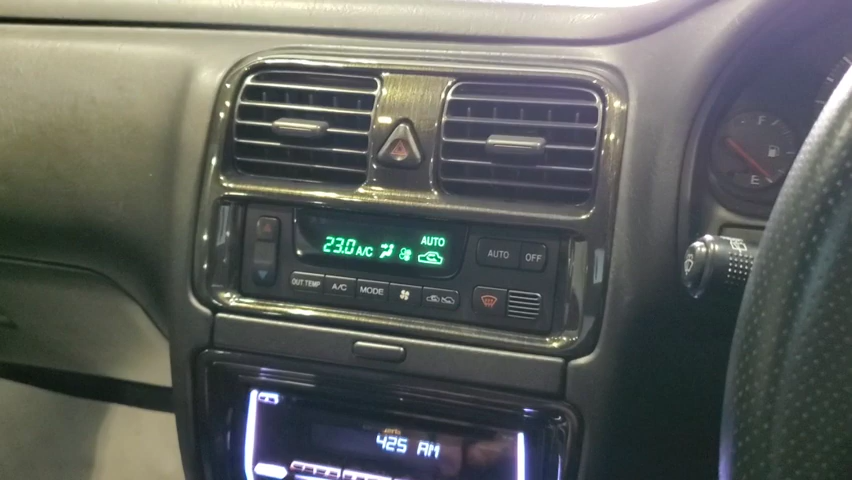 F
E
AUTO
23.0 A/C
AUTO OFF
OUT TEMP A/C MODE
425 AM